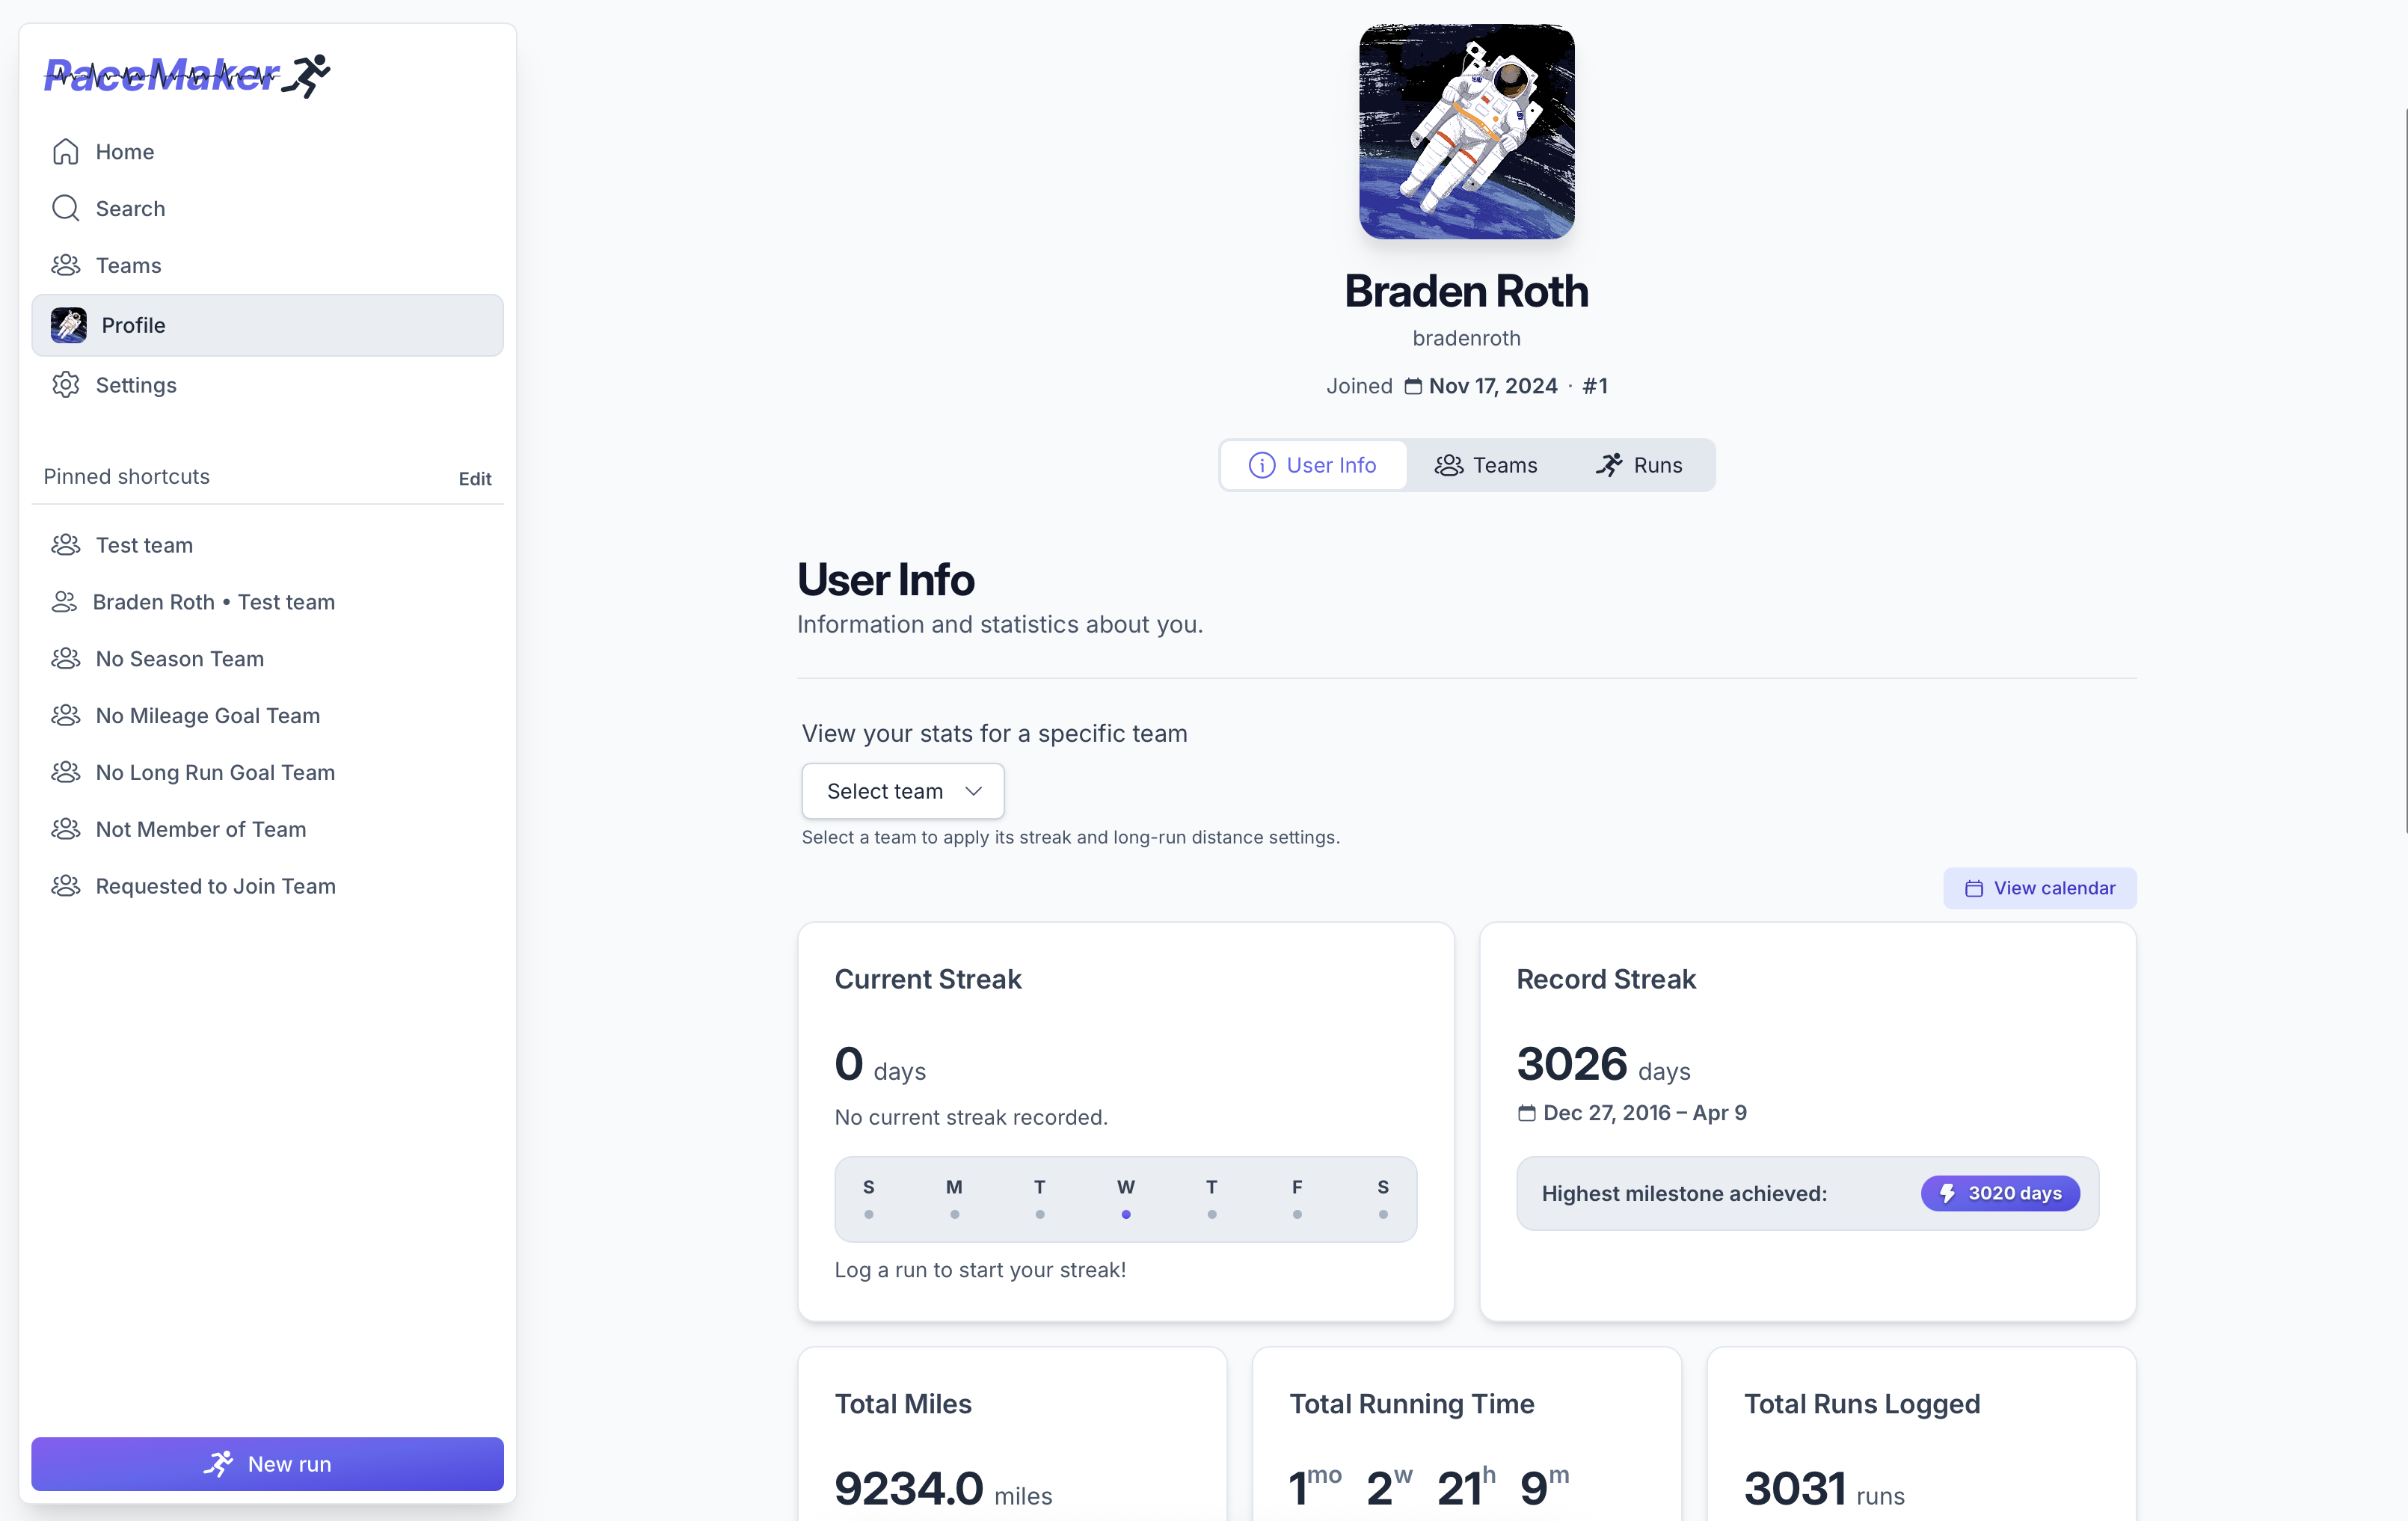 PaceMaker
Home
Search
Teams
Profile
Settings
Pinned shortcuts
Edit
Test team
Braden Roth • Test team
No Season Team
No Mileage Goal Team
No Long Run Goal Team
Not Member of Team
Requested to Join Team
New run
Braden Roth
bradenroth
Joined Nov 17, 2024 · #1
User Info Teams Runs
User Info
Information and statistics about you.
View your stats for a specific team
Select team
Select a team to apply its streak and long-run distance settings.
View calendar
Current Streak
0 days
No current streak recorded.
S M T W T F S
Log a run to start your streak!
Record Streak
3026 days
Dec 27, 2016 – Apr 9
Highest milestone achieved: 3020 days
Total Miles
9234.0 miles
Total Running Time
1mo 2w 21h 9m
Total Runs Logged
3031 runs